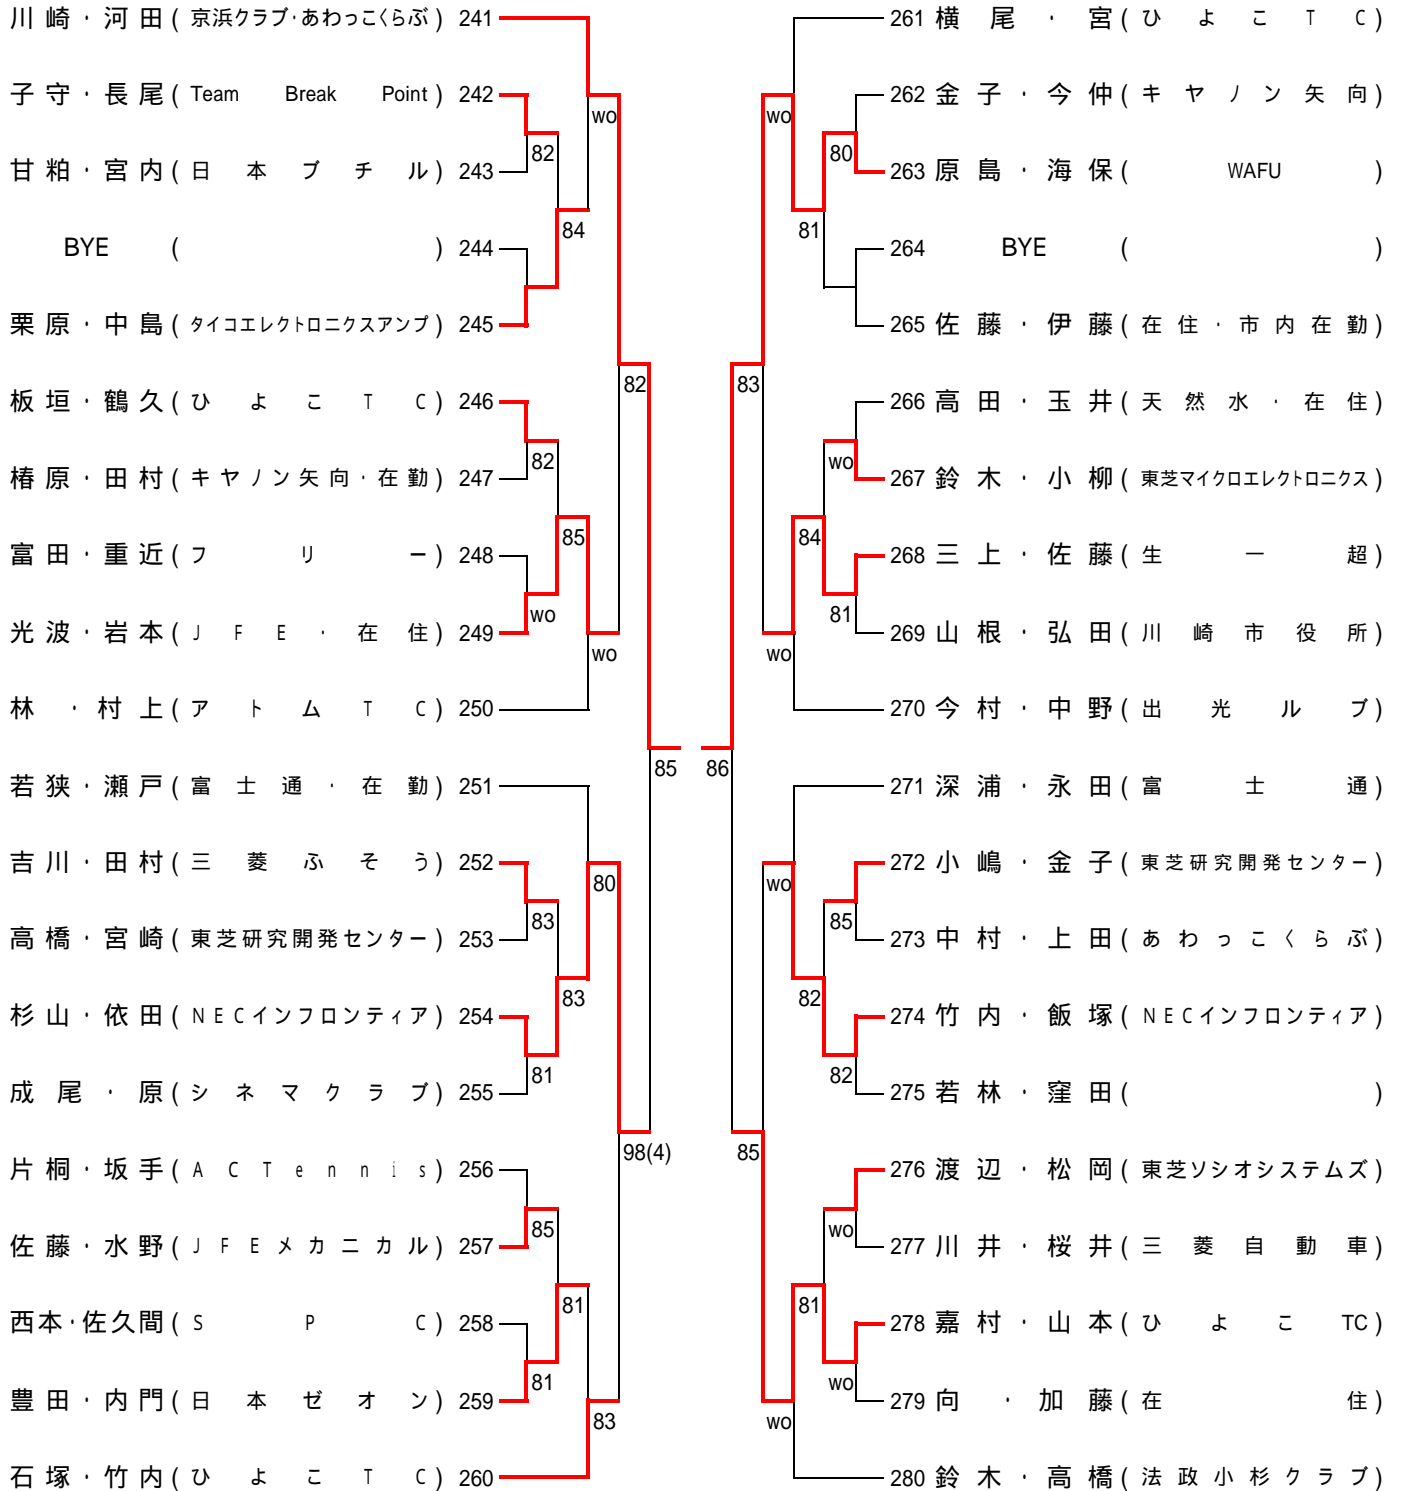 川崎・河田(京浜クラブ・あわっこくらぶ) 241
子守・長尾(Team Break Point) 242
wo
82
甘粕・宮内(日本ブチル) 243
84
BYE ( ) 244
栗原・中島(タイコエレクトロニクスアンプ) 245
82
板垣・鶴久(ひよこTC) 246
82
椿原・田村(キヤノン矢向・在勤) 247
85
富田・重近(フリー) 248
wo
光波・岩本(JFE・在住) 249
wo
林・村上(アトムTC) 250
85
若狭・瀬戸(富士通・在勤) 251
吉川・田村(三菱ふそう) 252
80
83
高橋・宮崎(東芝研究開発センター) 253
83
杉山・依田(NECインフロンティア) 254
81
成尾・原(シネマクラブ) 255
98(4)
片桐・坂手(ACTennis) 256
85
佐藤・水野(JFEメカニカル) 257
81
西本・佐久間(SPC) 258
81
豊田・内門(日本ゼオン) 259
83
石塚・竹内(ひよこTC) 260
261 横尾・宮(ひよこTC)
262 金子・今仲(キヤノン矢向)
wo
80
263 原島・海保(WAFU)
81
264 BYE ( )
265 佐藤・伊藤(在住・市内在勤)
83
266 高田・玉井(天然水・在住)
wo
267 鈴木・小柳(東芝マイクロエレクトロニクス)
84
268 三上・佐藤(生一超)
81
269 山根・弘田(川崎市役所)
wo
270 今村・中野(出光ルブ)
86
271 深浦・永田(富士通)
272 小嶋・金子(東芝研究開発センター)
wo
85
273 中村・上田(あわっこくらぶ)
82
274 竹内・飯塚(NECインフロンティア)
82
275 若林・窪田( )
85
276 渡辺・松岡(東芝ソシオシステムズ)
wo
277 川井・桜井(三菱自動車)
81
278 嘉村・山本(ひよこTC)
wo
279 向・加藤(在住)
wo
280 鈴木・高橋(法政小杉クラブ)